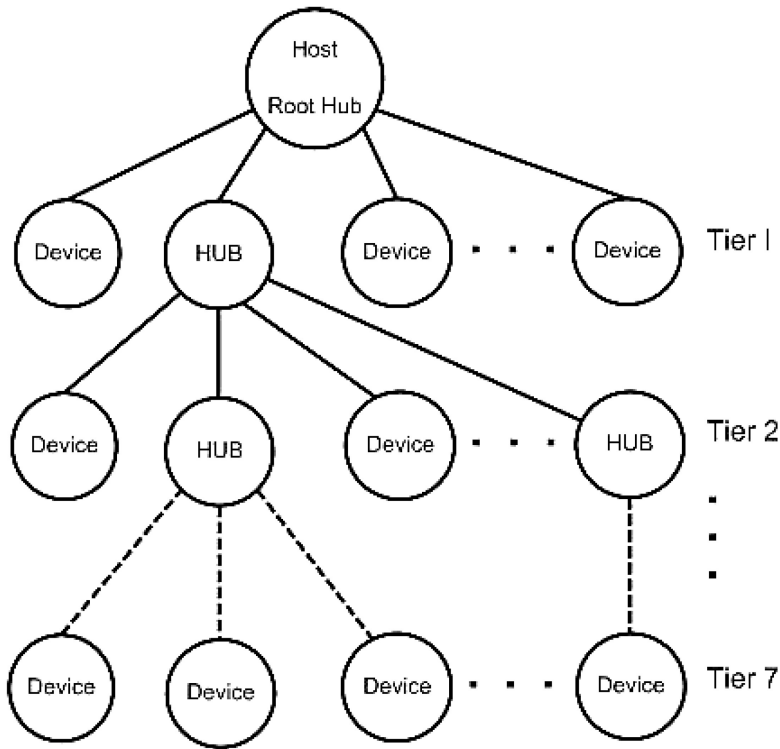 Host
Root Hub
Device HUB Device Device Tier I
Device HUB Device HUB Tier 2
Device Device Device Device Tier 7